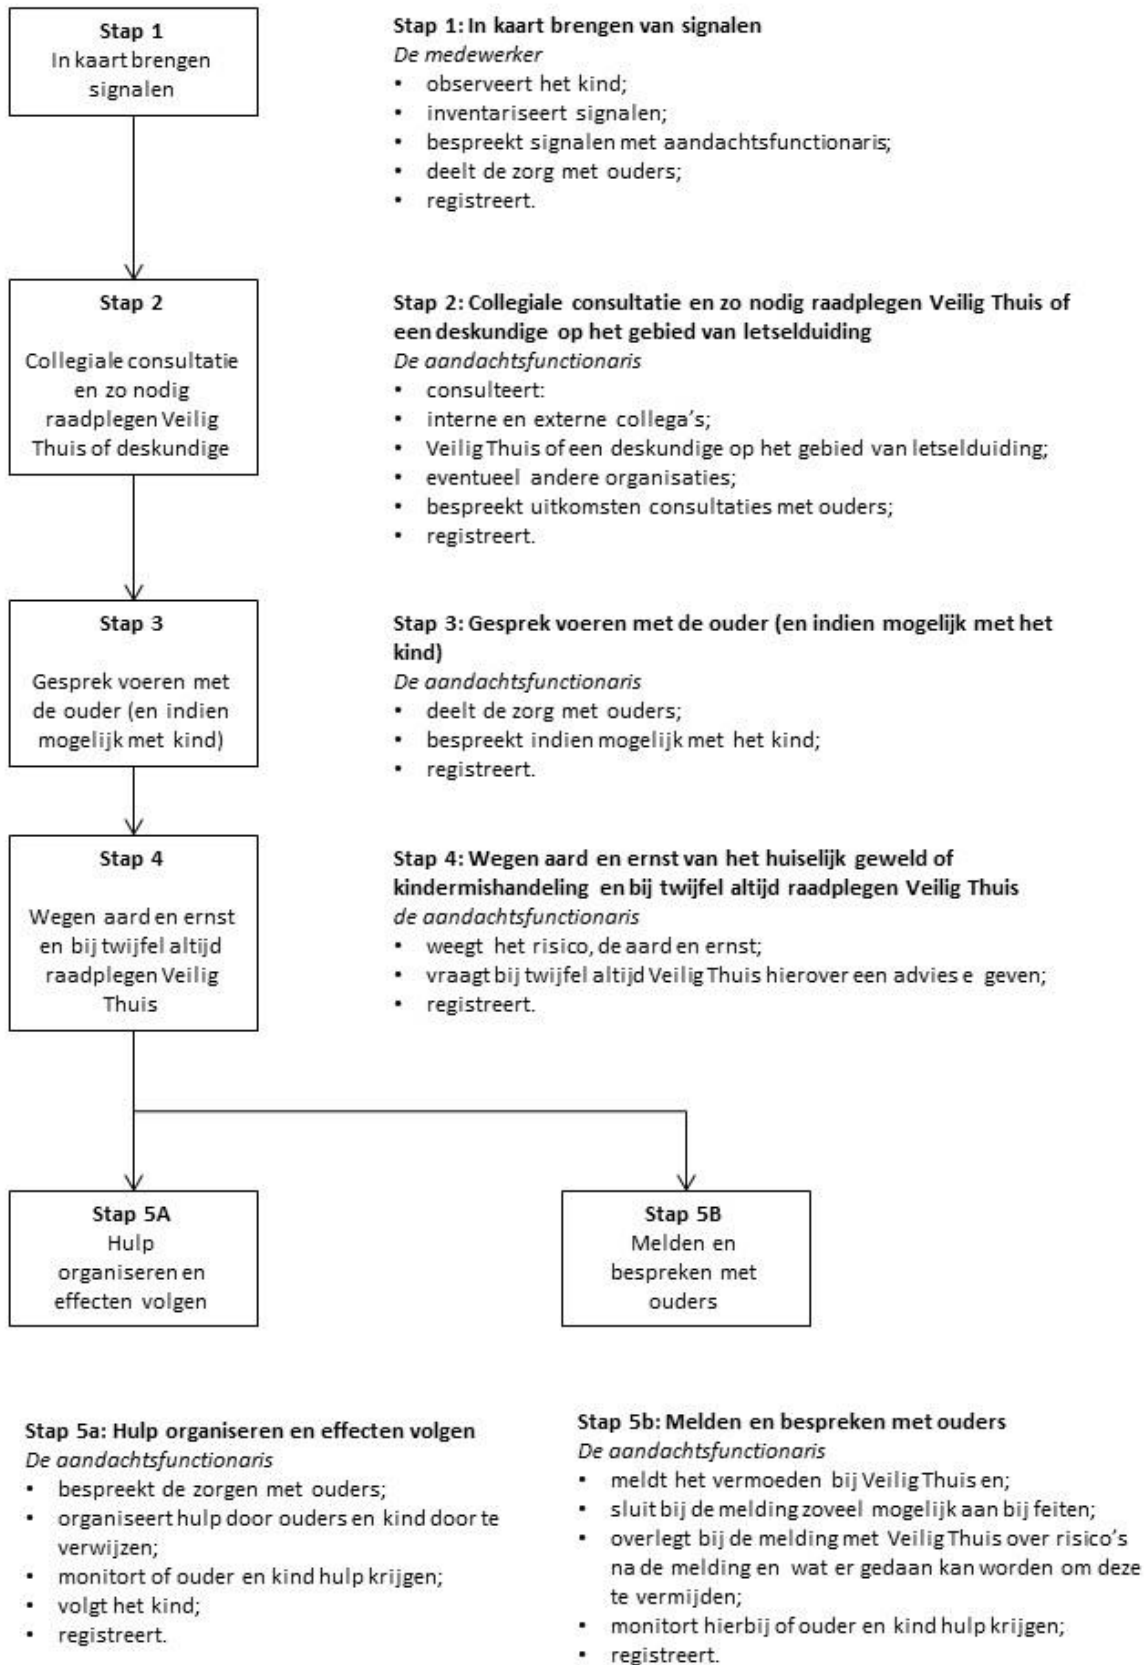 Stap 1
In kaart brengen
signalen
Stap 1: In kaart brengen van signalen
De medewerker
• observeert het kind;
• inventariseert signalen;
• bespreekt signalen met aandachtsfunctionaris;
• deelt de zorg met ouders;
• registreert.
Stap 2
Collegiale consultatie
en zo nodig
raadplegen Veilig
Thuis of deskundige
Stap 2: Collegiale consultatie en zo nodig raadplegen Veilig Thuis of
een deskundige op het gebied van letselduiding
De aandachtsfunctionaris
• consulteert:
• interne en externe collega's;
• Veilig Thuis of een deskundige op het gebied van letselduiding;
• eventueel andere organisaties;
• bespreekt uitkomsten consultaties met ouders;
• registreert.
Stap 3
Gesprek voeren met
de ouder (en indien
mogelijk met kind)
Stap 3: Gesprek voeren met de ouder (en indien mogelijk met het
kind)
De aandachtsfunctionaris
• deelt de zorg met ouders;
• bespreekt indien mogelijk met het kind;
• registreert.
Stap 4
Wegen aard en ernst
en bij twijfel altijd
raadplegen Veilig
Thuis
Stap 4: Wegen aard en ernst van het huiselijk geweld of
kindermishandeling en bij twijfel altijd raadplegen Veilig Thuis
de aandachtsfunctionaris
• weegt het risico, de aard en ernst;
• vraagt bij twijfel altijd Veilig Thuis hierover een advies e geven;
• registreert.
Stap 5A
Hulp
organiseren en
effecten volgen
Stap 5B
Melden en
bespreken met
ouders
Stap 5a: Hulp organiseren en effecten volgen
De aandachtsfunctionaris
• bespreekt de zorgen met ouders;
• organiseert hulp door ouders en kind door te
verwijzen;
• monitort of ouder en kind hulp krijgen;
• volgt het kind;
• registreert.
Stap 5b: Melden en bespreken met ouders
De aandachtsfunctionaris
• meldt het vermoeden bij Veilig Thuis en;
• sluit bij de melding zoveel mogelijk aan bij feiten;
• overlegt bij de melding met Veilig Thuis over risico's
na de melding en wat er gedaan kan worden om deze
te vermijden;
• monitort hierbij of ouder en kind hulp krijgen;
• registreert.